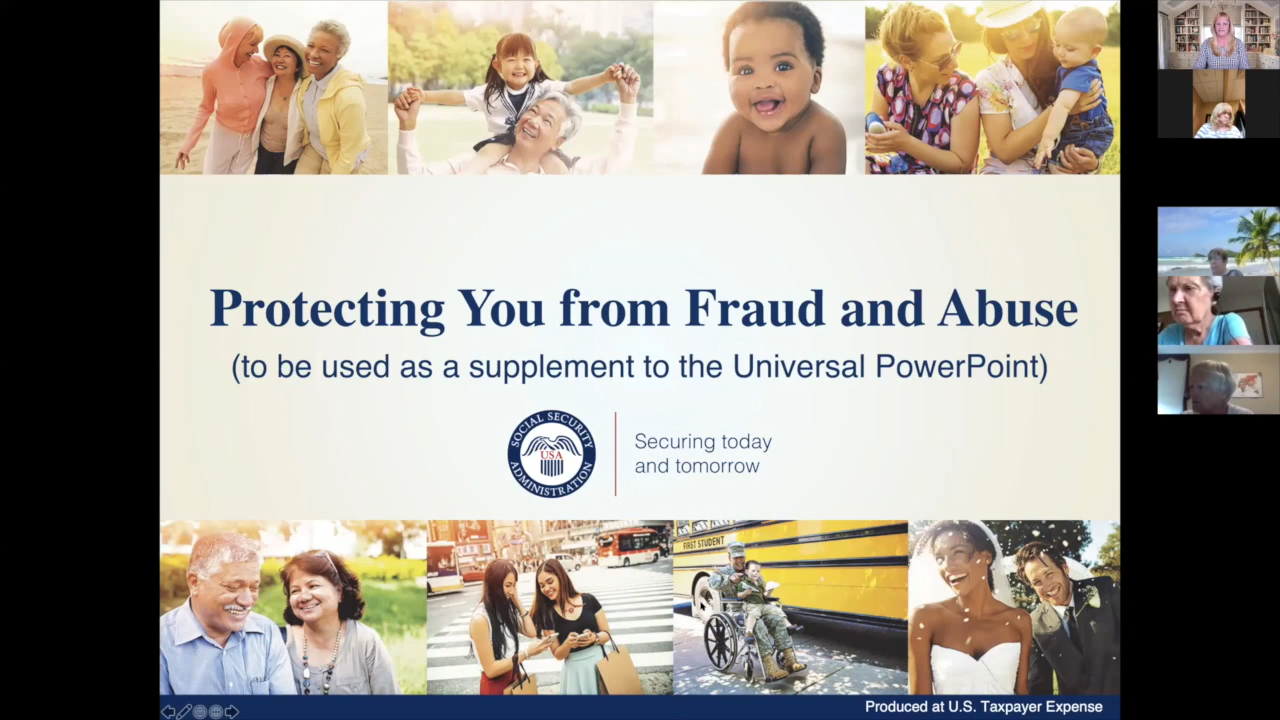 FIRST STUDENT
Protecting You from Fraud and Abuse
(to be used as a supplement to the Universal PowerPoint)
SOCIAL SECURITY
USA
ADMINISTRATION
Securing today
and tomorrow
Produced at U.S. Taxpayer Expense